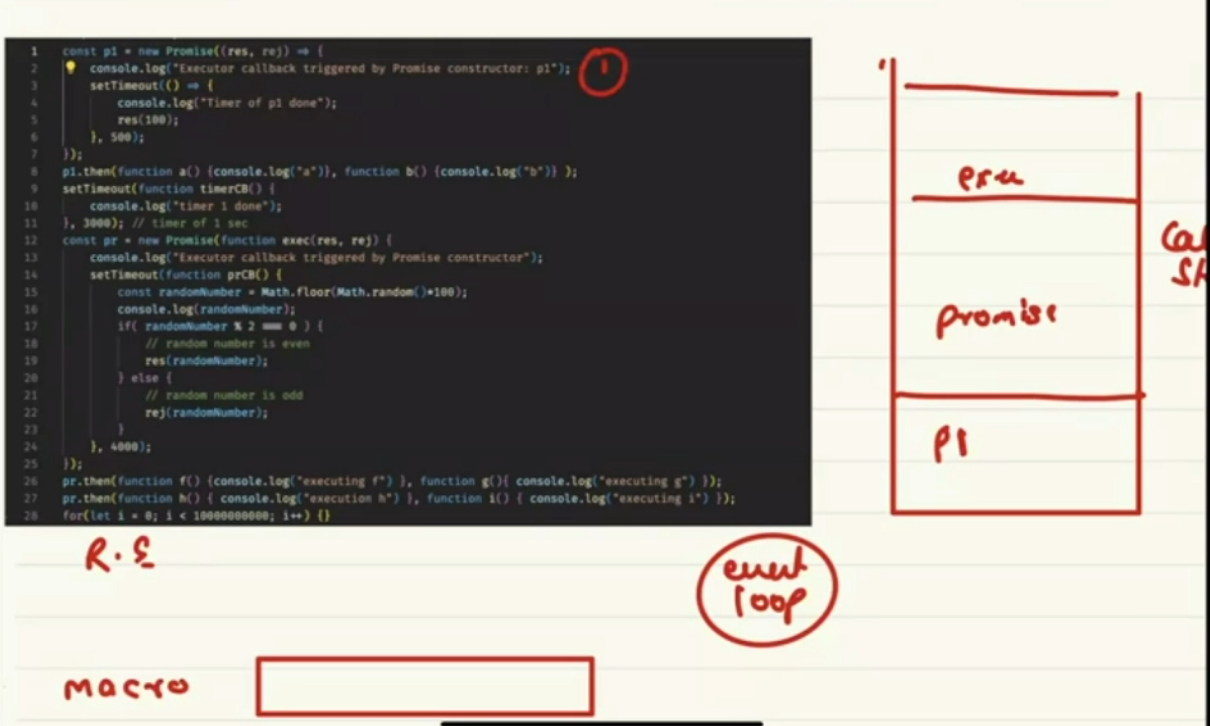 1 const p1 = new Promise((res, rej) => {
2 console.log("Executor callback triggered by Promise constructor: p1");
3 setTimeout(() => {
4 console.log("Timer of p1 done");
5 res(100);
6 }, 500);
7 });
8 p1.then(function a() {console.log("a")}, function b() {console.log("b")} );
9 setTimeout(function timerCB() {
10 console.log("timer 1 done");
11 }, 3000); // timer of 1 sec
12 const pr = new Promise(function exec(res, rej) {
13 console.log("Executor callback triggered by Promise constructor");
14 setTimeout(function prCB() {
15 const randomNumber = Math.floor(Math.random()*100);
16 console.log(randomNumber);
17 if( randomNumber % 2 === 0 ) {
18 // random number is even
19 res(randomNumber);
20 } else {
21 // random number is odd
22 rej(randomNumber);
23 }
24 }, 4000);
25 });
26 pr.then(function f() {console.log("executing f") }, function g(){ console.log("executing g") });
27 pr.then(function h() { console.log("execution h") }, function i() { console.log("executing i") });
28 for(let i = 0; i < 10000000000; i++) {}
1
exu
promise
P1
Cal
R.E
event
loop
macro